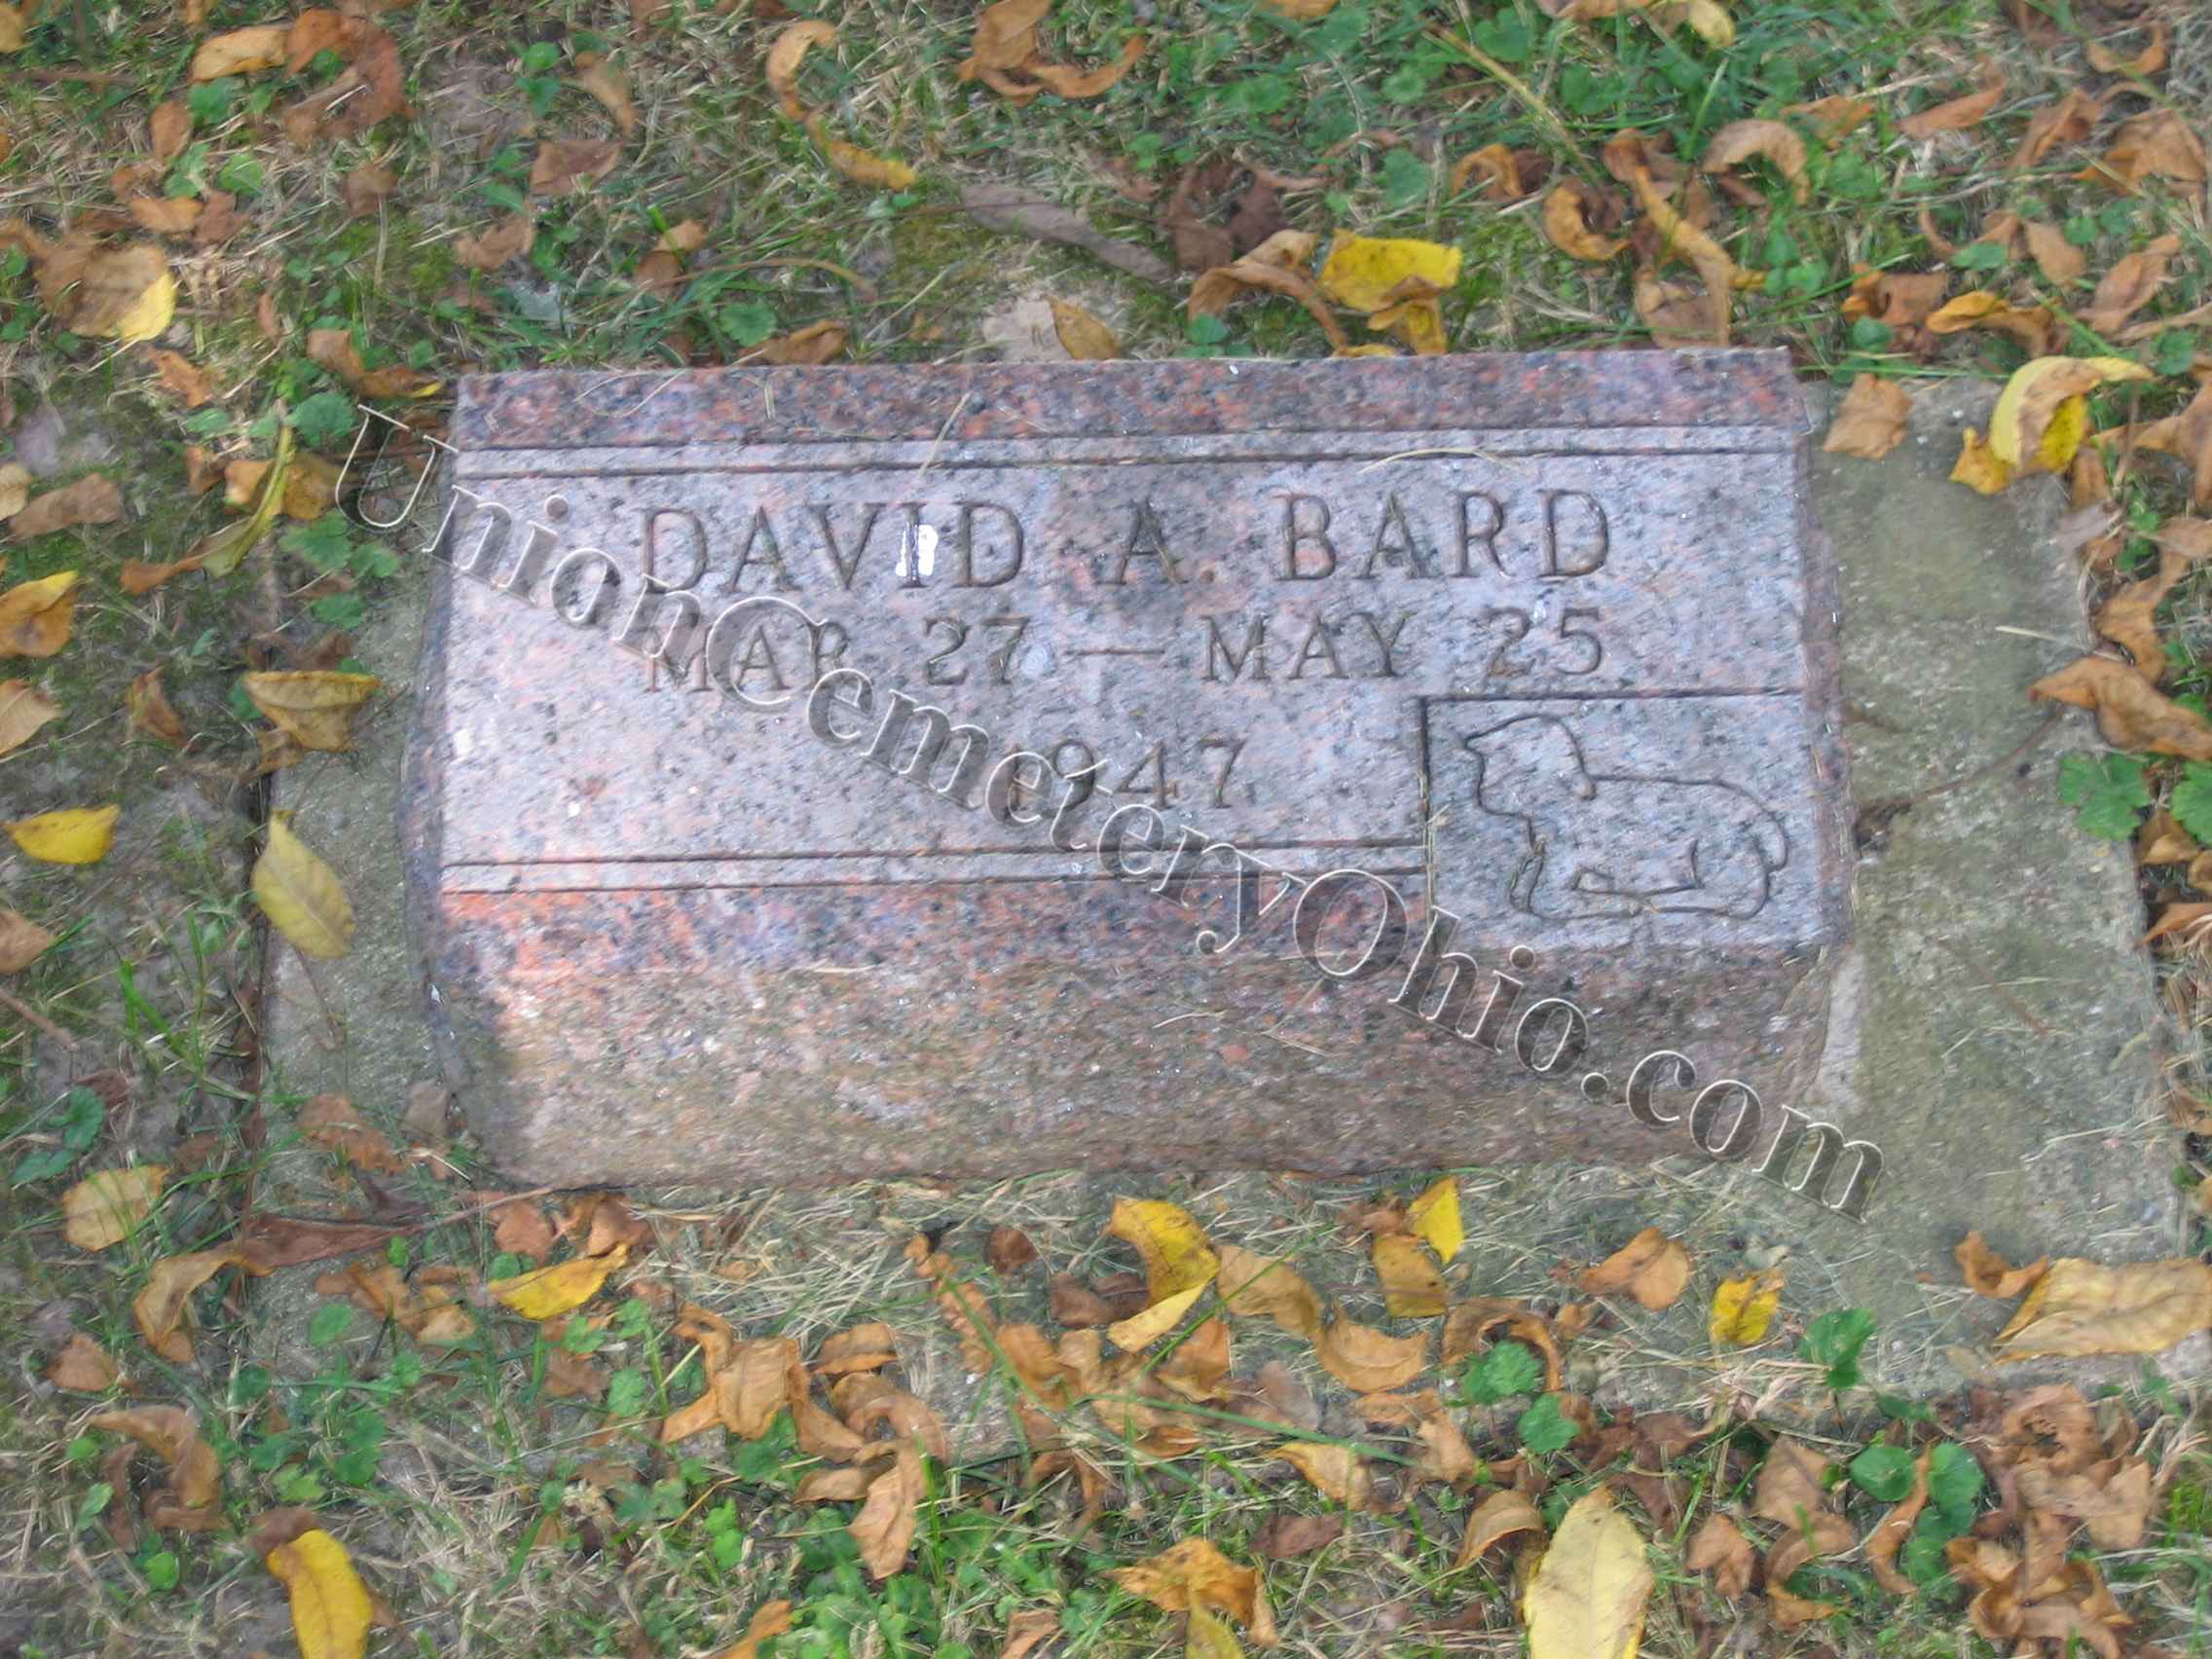 DAVID A. BARD
MAR 27 — MAY 25
1947
UnionCemeteryOhio.com